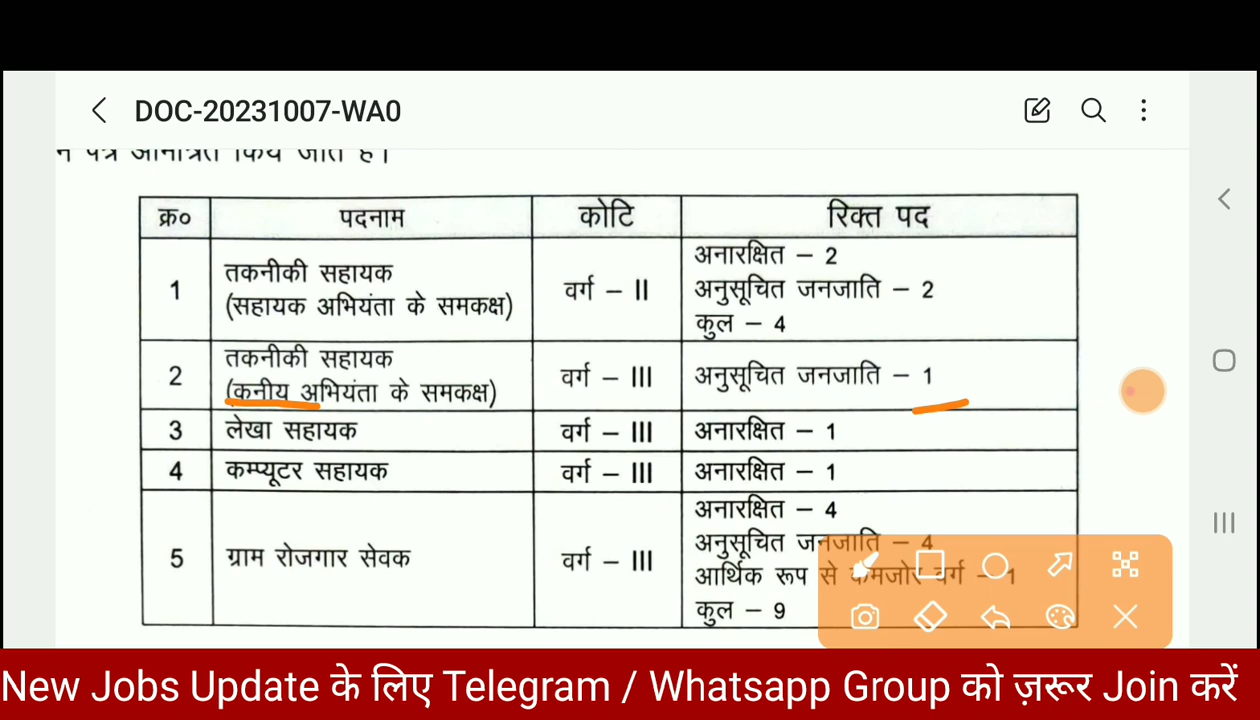 DOC-20231007-WA0
न पत्र आमंत्रित किये जाते है।
क्र० पदनाम कोटि रिक्त पद
1 तकनीकी सहायक (सहायक अभियंता के समकक्ष) वर्ग – II अनारक्षित – 2
अनुसूचित जनजाति – 2
कुल – 4
2 तकनीकी सहायक (कनीय अभियंता के समकक्ष) वर्ग – III अनुसूचित जनजाति – 1
3 लेखा सहायक वर्ग – III अनारक्षित – 1
4 कम्प्यूटर सहायक वर्ग – III अनारक्षित – 1
5 ग्राम रोजगार सेवक वर्ग – III अनारक्षित – 4
अनुसूचित जनजाति – 4
आर्थिक रूप से कमजोर वर्ग – 1
कुल – 9
New Jobs Update के लिए Telegram / Whatsapp Group को ज़रूर Join करें